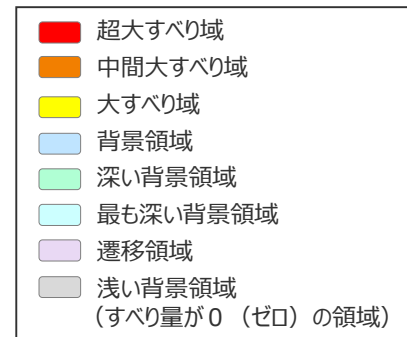 超大すべり域
中間大すべり域
大すべり域
背景領域
深い背景領域
最も深い背景領域
遷移領域
浅い背景領域
（すべり量が０（ゼロ）の領域）